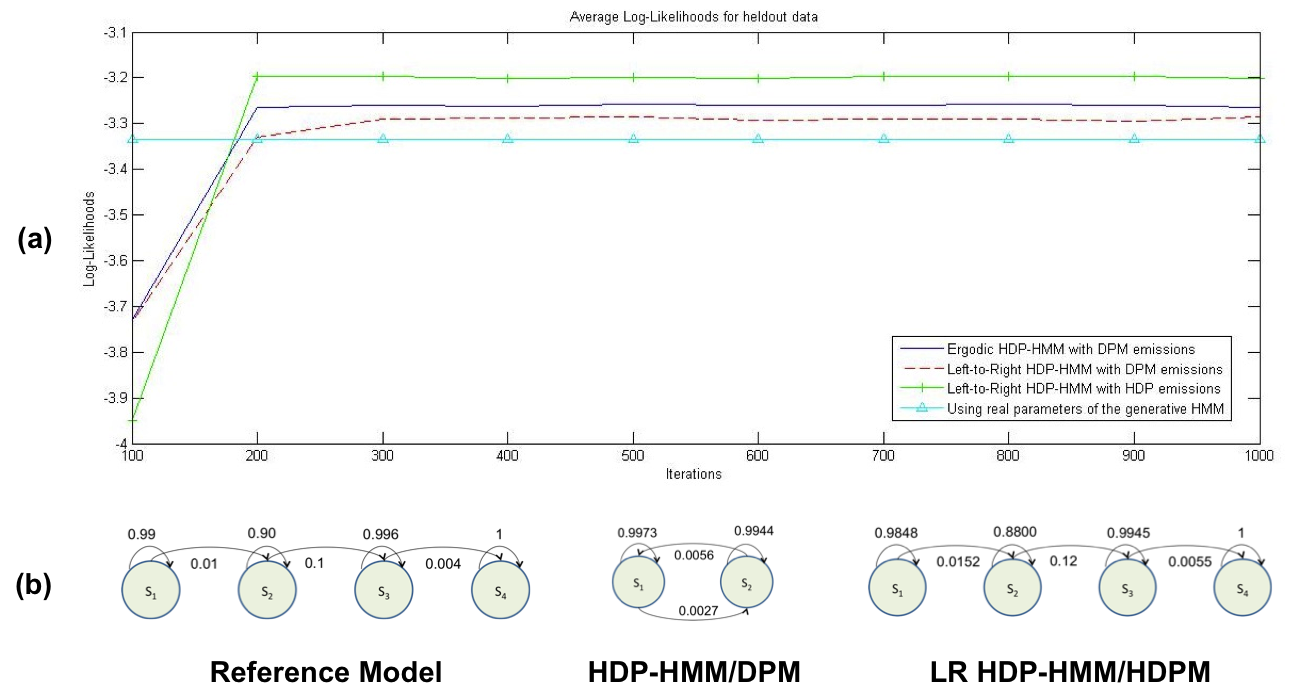 Average Log-Likelihoods for heldout data
(a)
Log-Likelihoods
-3.1
-3.2
-3.3
-3.4
-3.5
-3.6
-3.7
-3.8
-3.9
-4
100 200 300 400 500 600 700 800 900 1000
Iterations
Ergodic HDP-HMM with DPM emissions
Left-to-Right HDP-HMM with DPM emissions
Left-to-Right HDP-HMM with HDP emissions
Using real parameters of the generative HMM
(b)
0.99 0.90 0.996 1
0.01 0.1 0.004
S1 S2 S3 S4
Reference Model
0.9973 0.9944
0.0056
S1 S2
0.0027
HDP-HMM/DPM
0.9848 0.8800 0.9945 1
0.0152 0.12 0.0055
S1 S2 S3 S4
LR HDP-HMM/HDPM